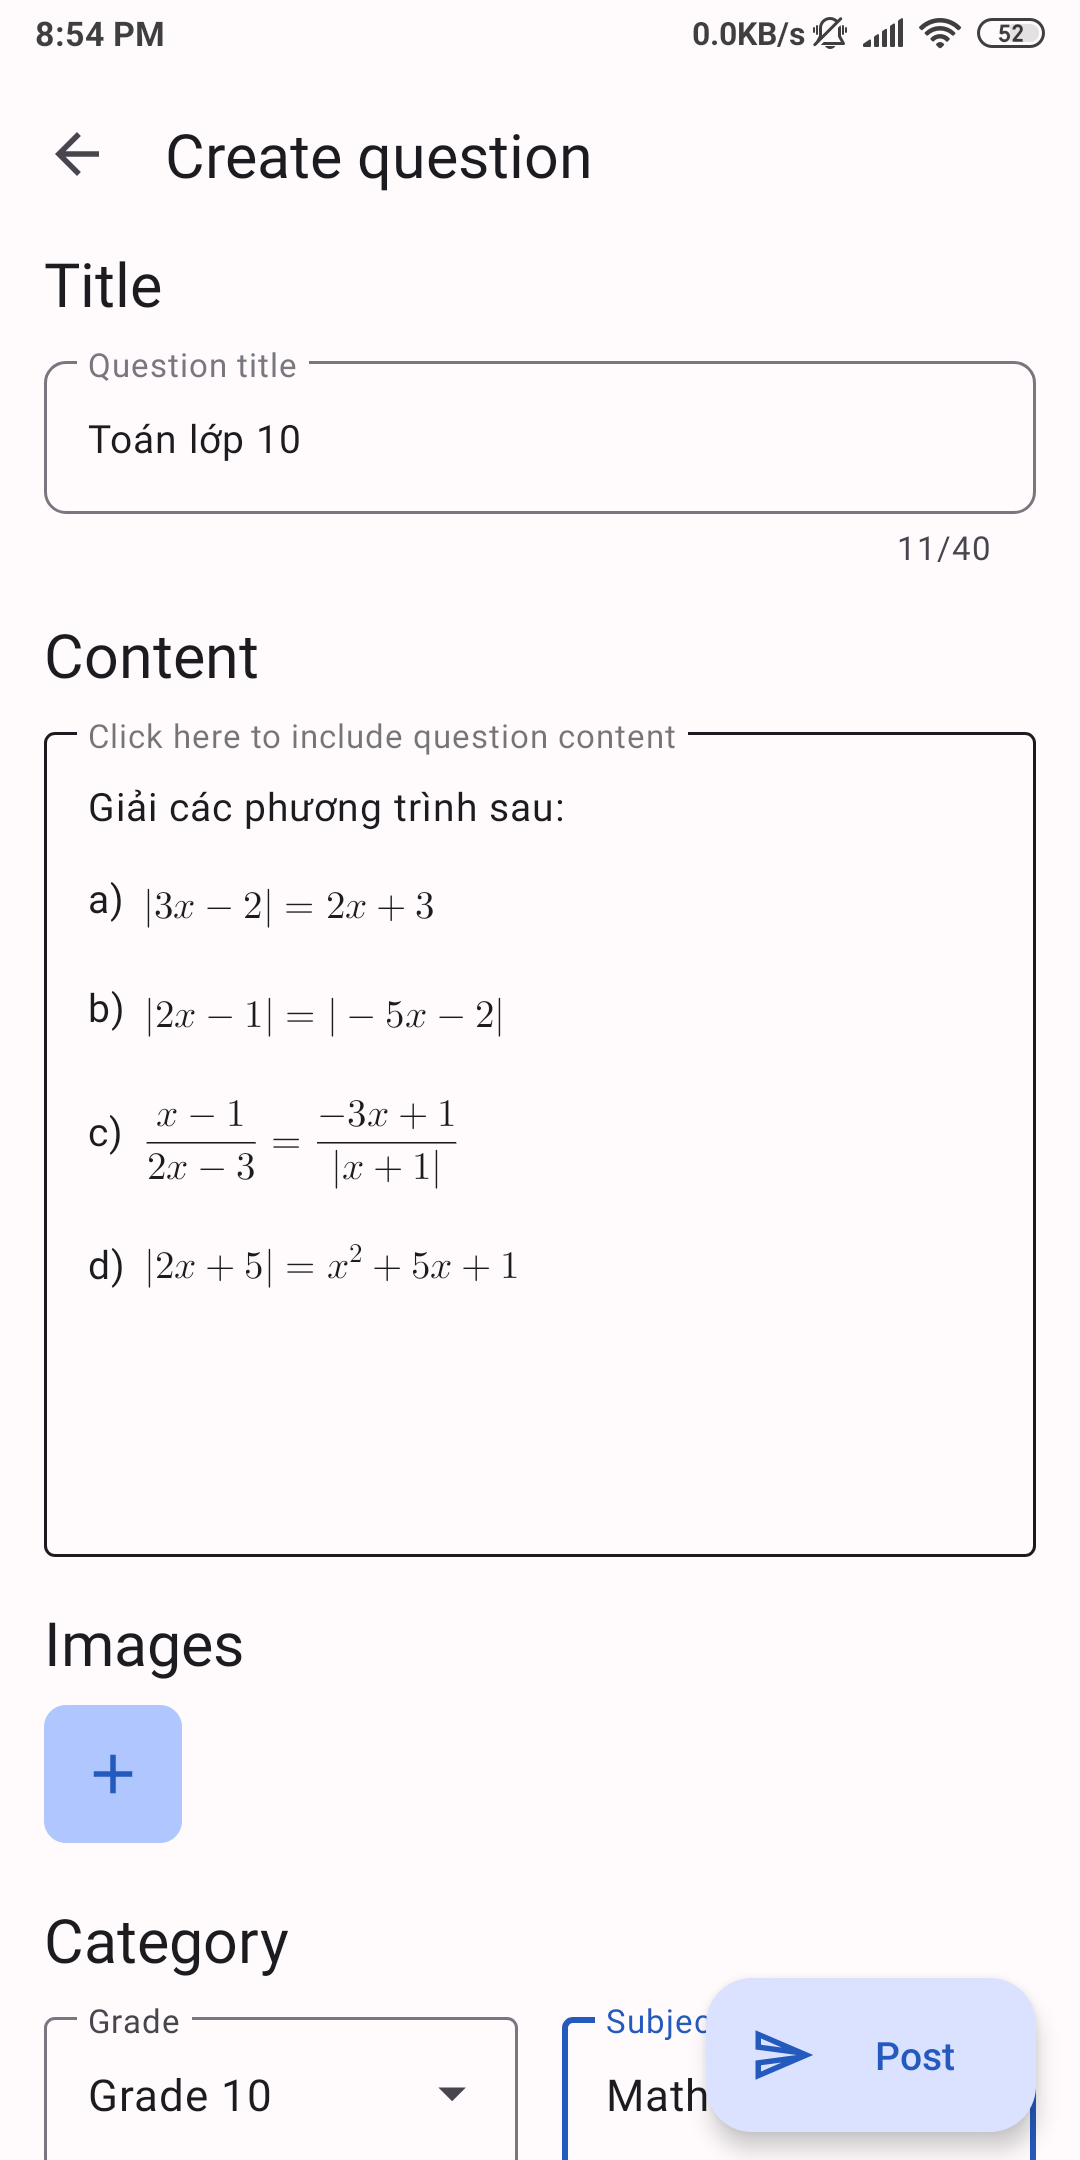 8:54 PM 0.0KB/s 52
Create question
Title
Question title
Toán lớp 10
11/40
Content
Click here to include question content
Giải các phương trình sau:
a) |3x − 2| = 2x + 3
b) |2x − 1| = | − 5x − 2|
c) \frac{x − 1}{2x − 3} = \frac{−3x + 1}{|x + 1|}
d) |2x + 5| = x² + 5x + 1
Images
Category
Grade
Grade 10
Math
Post